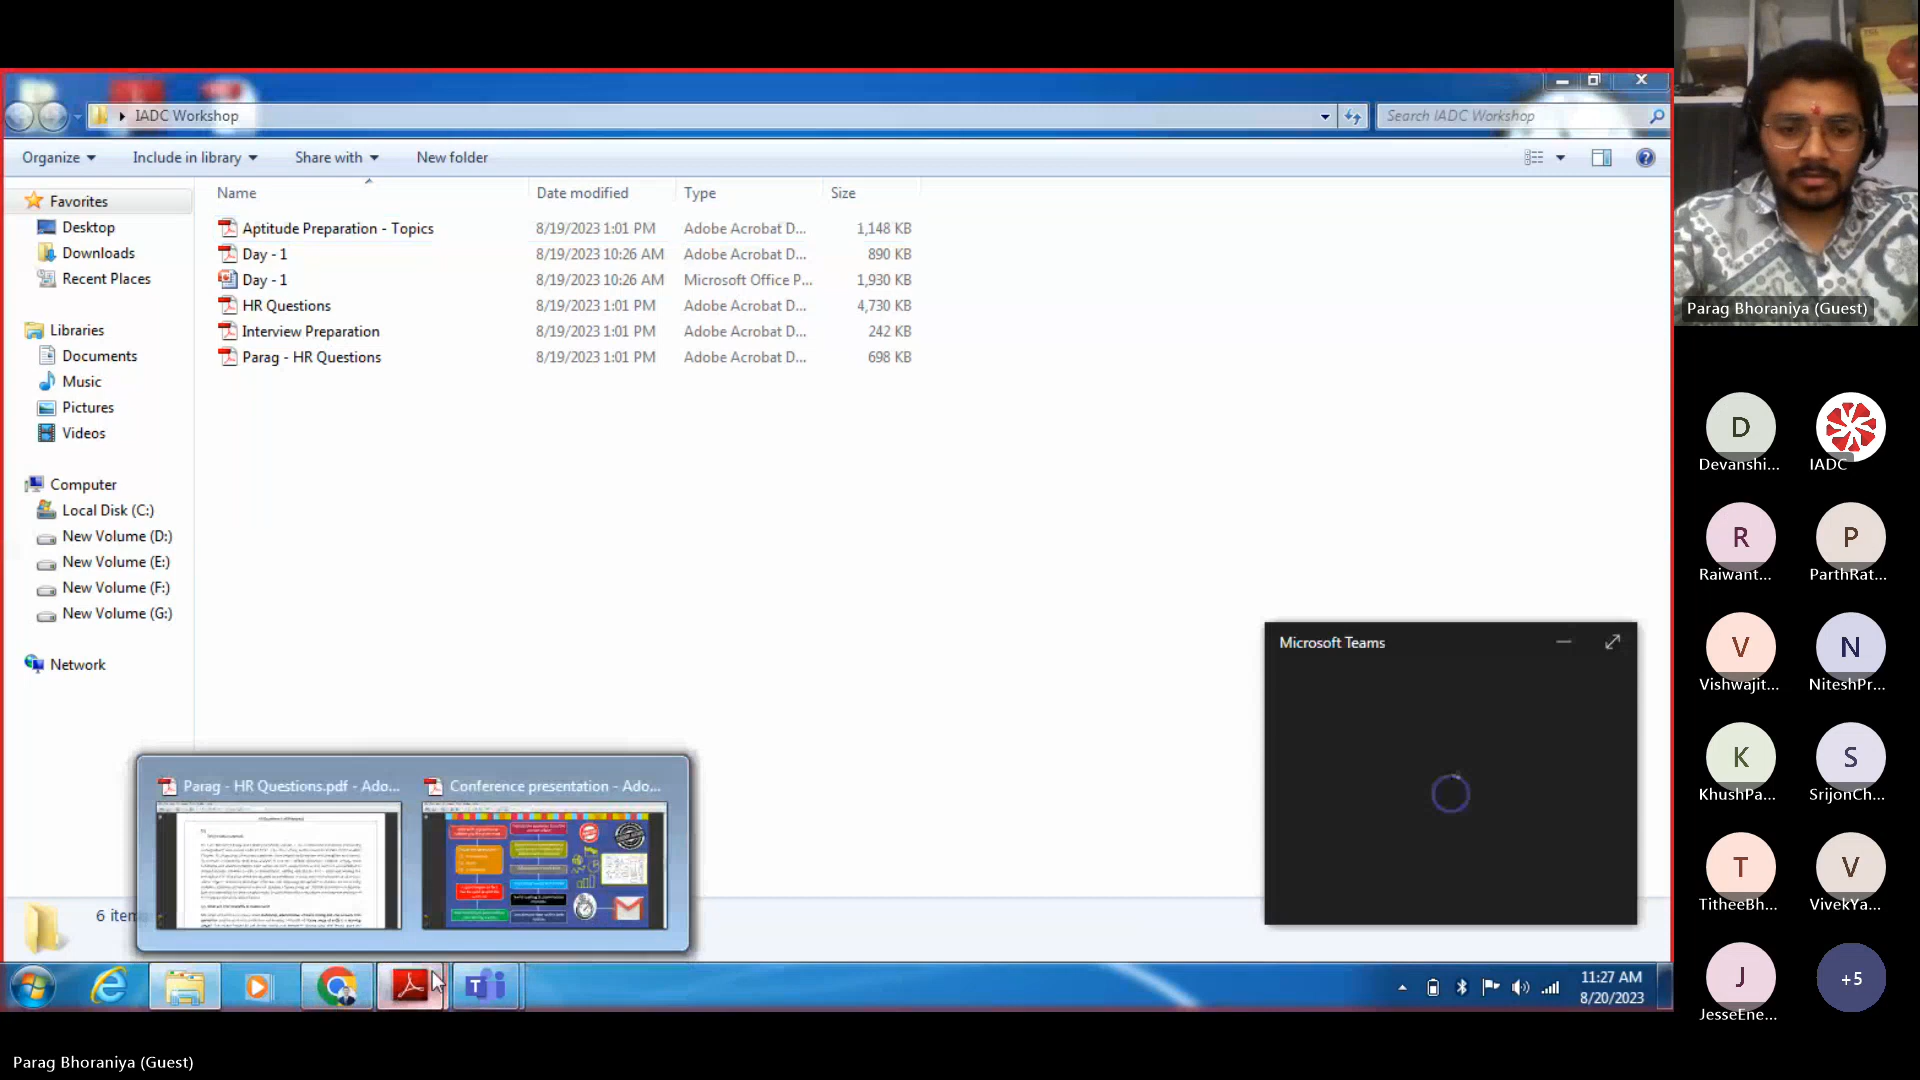 IADC Workshop
Search IADC Workshop
Organize
Include in library
Share with
New folder
Name
Date modified
Type
Size
Favorites
Desktop
Downloads
Recent Places
Libraries
Documents
Music
Pictures
Videos
Computer
Local Disk (C:)
New Volume (D:)
New Volume (E:)
New Volume (F:)
New Volume (G:)
Network
Aptitude Preparation - Topics 8/19/2023 1:01 PM Adobe Acrobat D... 1,148 KB
Day - 1 8/19/2023 10:26 AM Adobe Acrobat D... 890 KB
Day - 1 8/19/2023 10:26 AM Microsoft Office P... 1,930 KB
HR Questions 8/19/2023 1:01 PM Adobe Acrobat D... 4,730 KB
Interview Preparation 8/19/2023 1:01 PM Adobe Acrobat D... 242 KB
Parag - HR Questions 8/19/2023 1:01 PM Adobe Acrobat D... 698 KB
Microsoft Teams
Parag - HR Questions.pdf - Ado...
Conference presentation - Ado...
6
11:27 AM
8/20/2023
Parag Bhoraniya (Guest)
D
Devanshi...
IADC
R
Raiwant...
P
ParthRat...
V
Vishwajit...
N
NiteshPr...
K
KhushPa...
S
SrijonCh...
T
TitheeBh...
V
VivekYa...
J
JesseEne...
+5
Parag Bhoraniya (Guest)